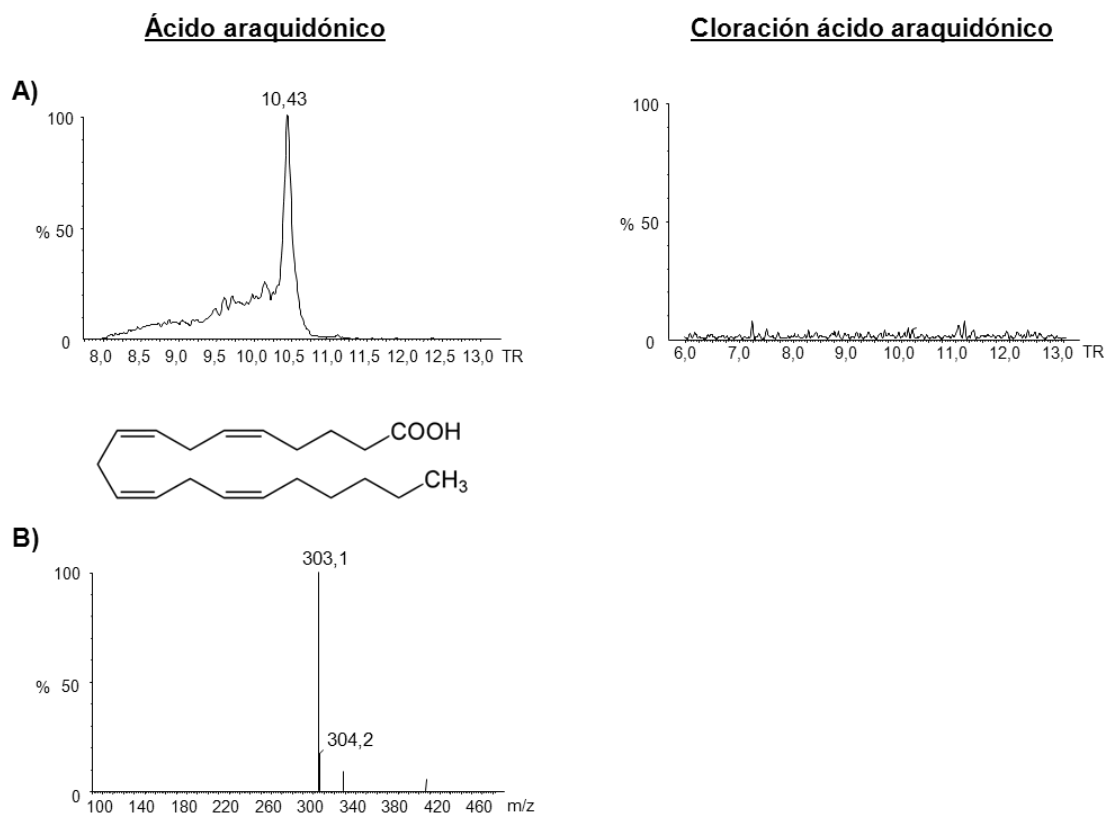 Ácido araquidónico
Cloración ácido araquidónico
A)
10,43
100
% 50
0
8,0 8,5 9,0 9,5 10,0 10,5 11,0 11,5 12,0 12,5 13,0 TR
100
% 50
0
6,0 7,0 8,0 9,0 10,0 11,0 12,0 13,0 TR
COOH
CH3
B)
303,1
100
% 50
304,2
0
100 140 180 220 260 300 340 380 420 460 m/z